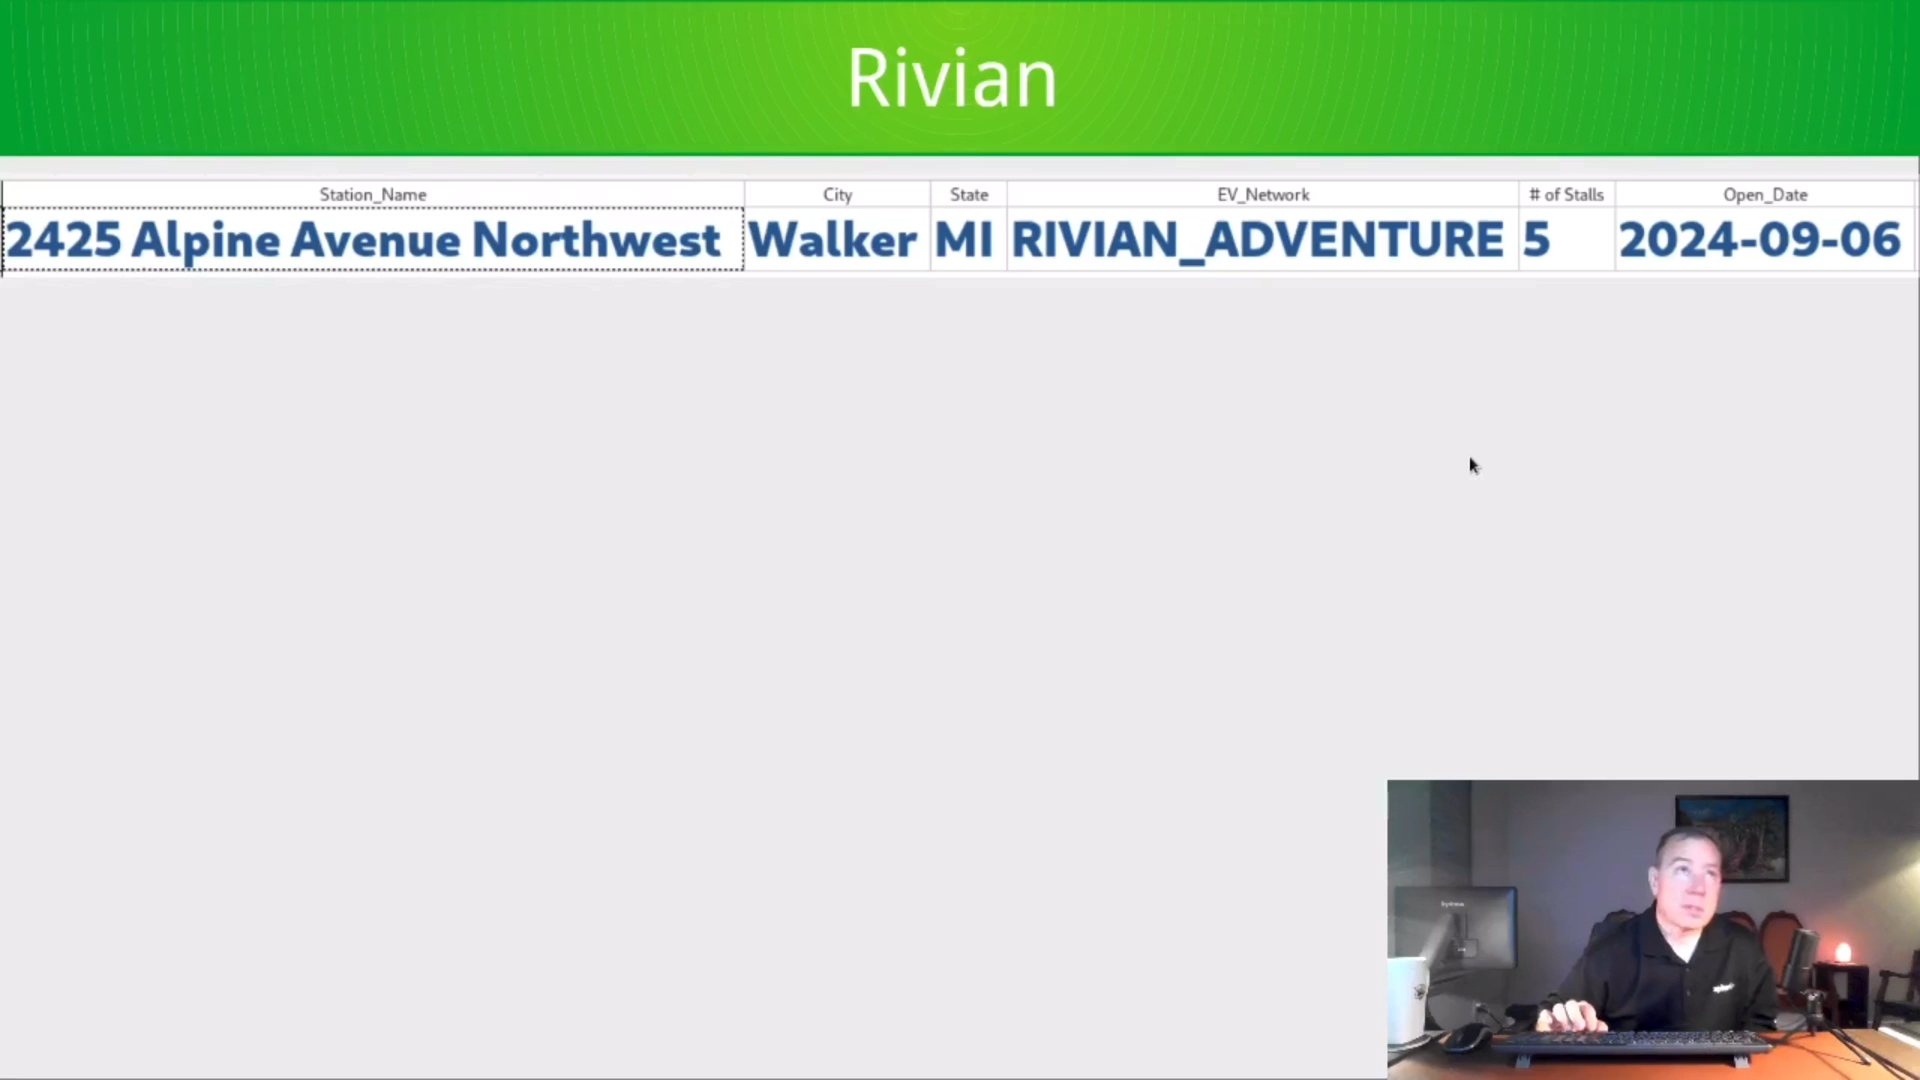 Rivian
Station_Name City State EV_Network # of Stalls Open_Date
2425 Alpine Avenue Northwest Walker MI RIVIAN_ADVENTURE 5 2024-09-06